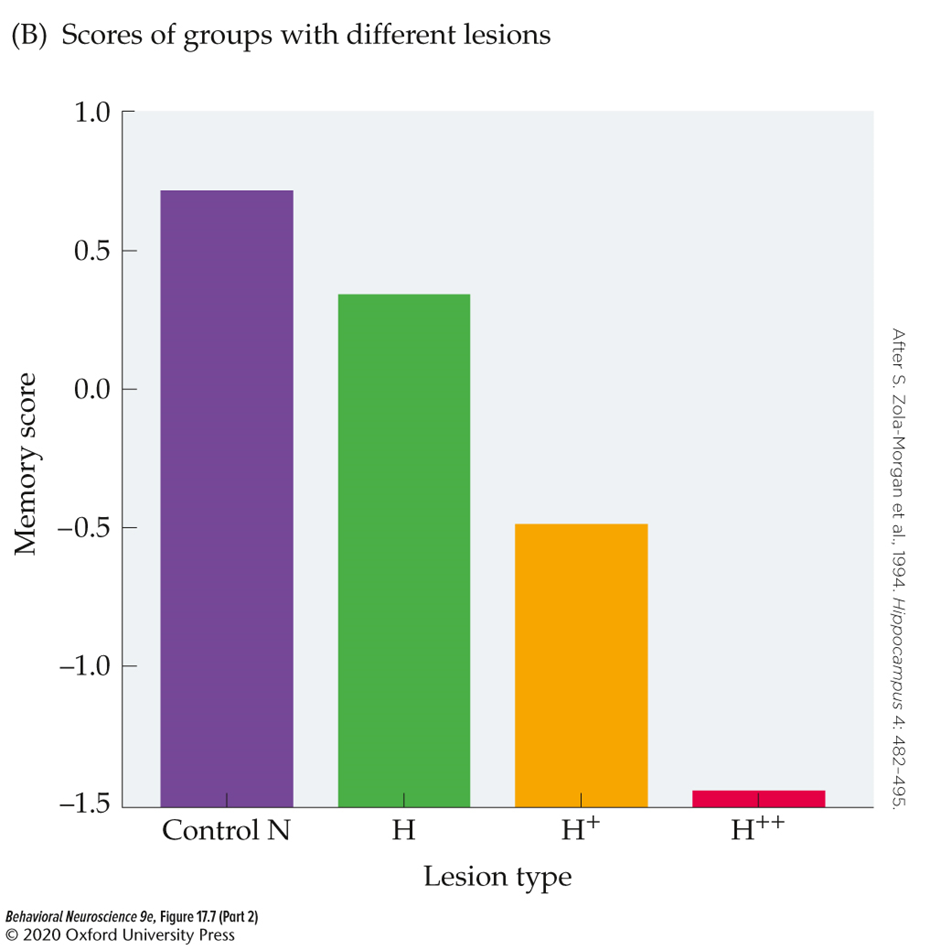 (B) Scores of groups with different lesions
1.0
0.5
0.0
–0.5
–1.0
–1.5
Memory score
Control N
H
H⁺
H⁺⁺
Lesion type
After S. Zola-Morgan et al., 1994. Hippocampus 4: 482–495.
Behavioral Neuroscience 9e, Figure 17.7 (Part 2)
© 2020 Oxford University Press